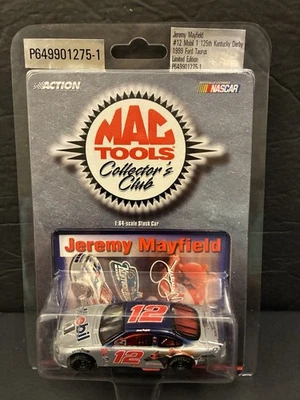 P649901275-1
Jeremy Mayfield
#12 Mobil 1 125th Kentucky Derby
1999 Ford Taurus
Limited Edition
P649901275-1
ACTION
NASCAR
MAC
TOOLS
Collector's
Club
1:64-scale Stock Car
Jeremy Mayfield
12
Mobil
12